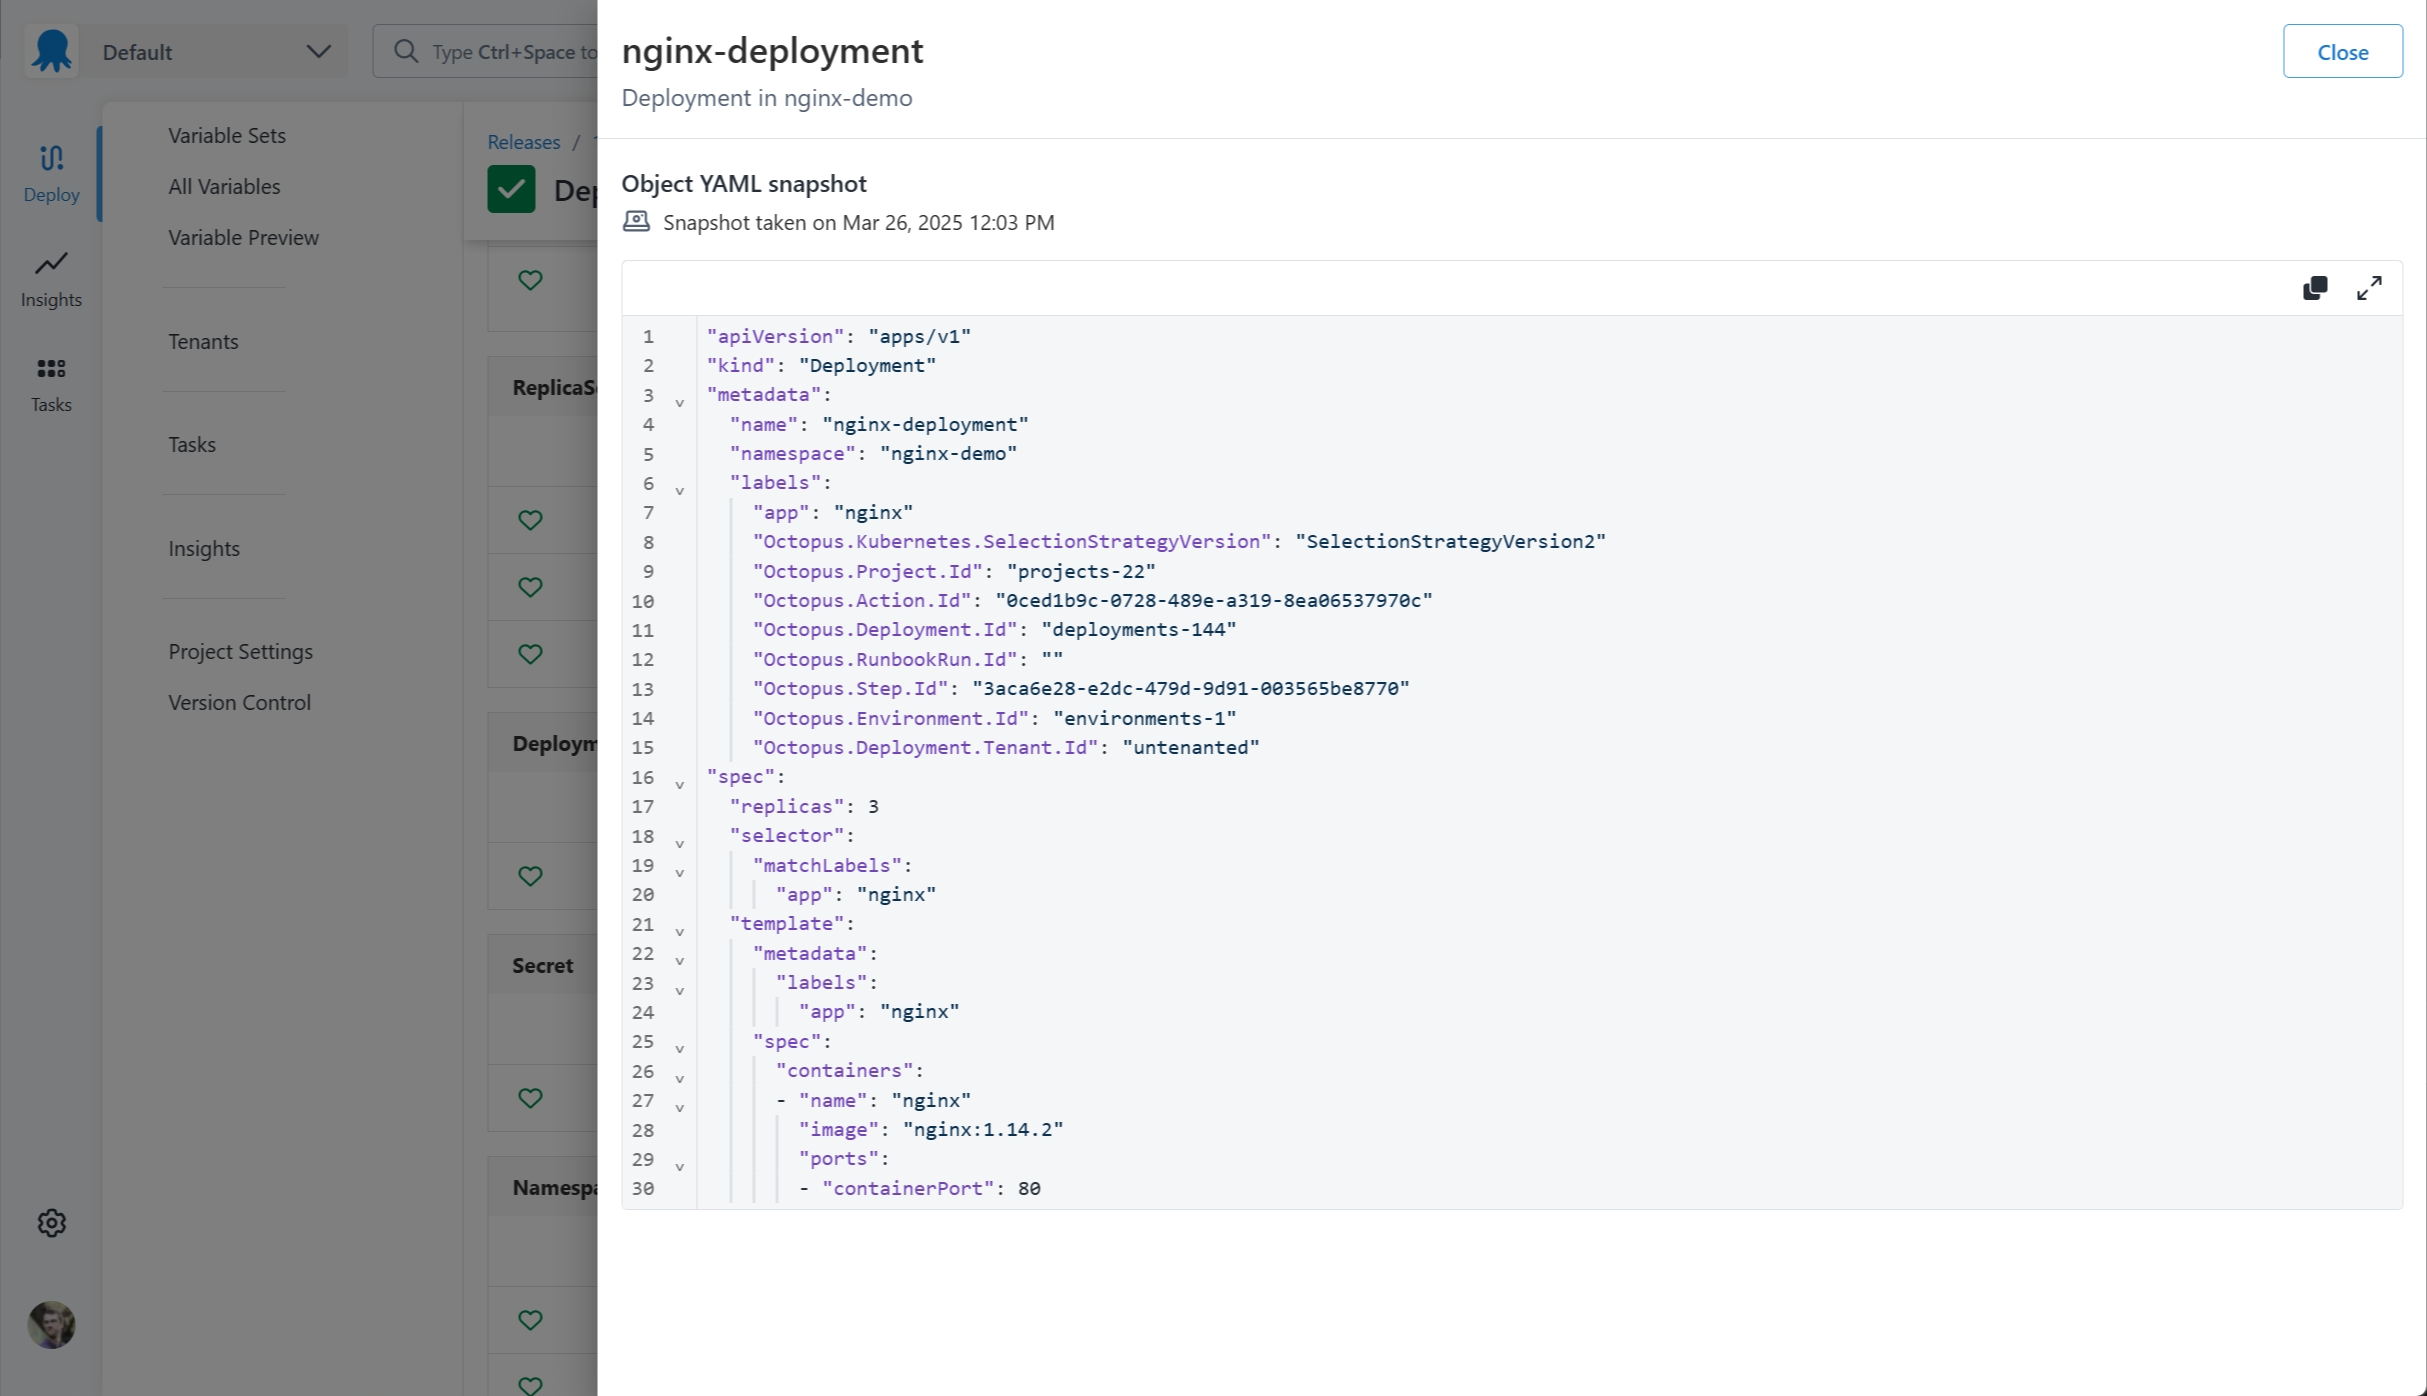 Default
Type Ctrl+Space to
Deploy
Insights
Tasks
Variable Sets
All Variables
Variable Preview
Tenants
Tasks
Insights
Project Settings
Version Control
Releases /
ReplicaS
Deploym
Secret
Namespa
nginx-deployment
Deployment in nginx-demo
Close
Object YAML snapshot
Snapshot taken on Mar 26, 2025 12:03 PM
1 "apiVersion": "apps/v1"
2 "kind": "Deployment"
3 "metadata":
4 "name": "nginx-deployment"
5 "namespace": "nginx-demo"
6 "labels":
7 "app": "nginx"
8 "Octopus.Kubernetes.SelectionStrategyVersion": "SelectionStrategyVersion2"
9 "Octopus.Project.Id": "projects-22"
10 "Octopus.Action.Id": "0ced1b9c-0728-489e-a319-8ea06537970c"
11 "Octopus.Deployment.Id": "deployments-144"
12 "Octopus.RunbookRun.Id": ""
13 "Octopus.Step.Id": "3aca6e28-e2dc-479d-9d91-003565be8770"
14 "Octopus.Environment.Id": "environments-1"
15 "Octopus.Deployment.Tenant.Id": "untenanted"
16 "spec":
17 "replicas": 3
18 "selector":
19 "matchLabels":
20 "app": "nginx"
21 "template":
22 "metadata":
23 "labels":
24 "app": "nginx"
25 "spec":
26 "containers":
27 - "name": "nginx"
28 "image": "nginx:1.14.2"
29 "ports":
30 - "containerPort": 80